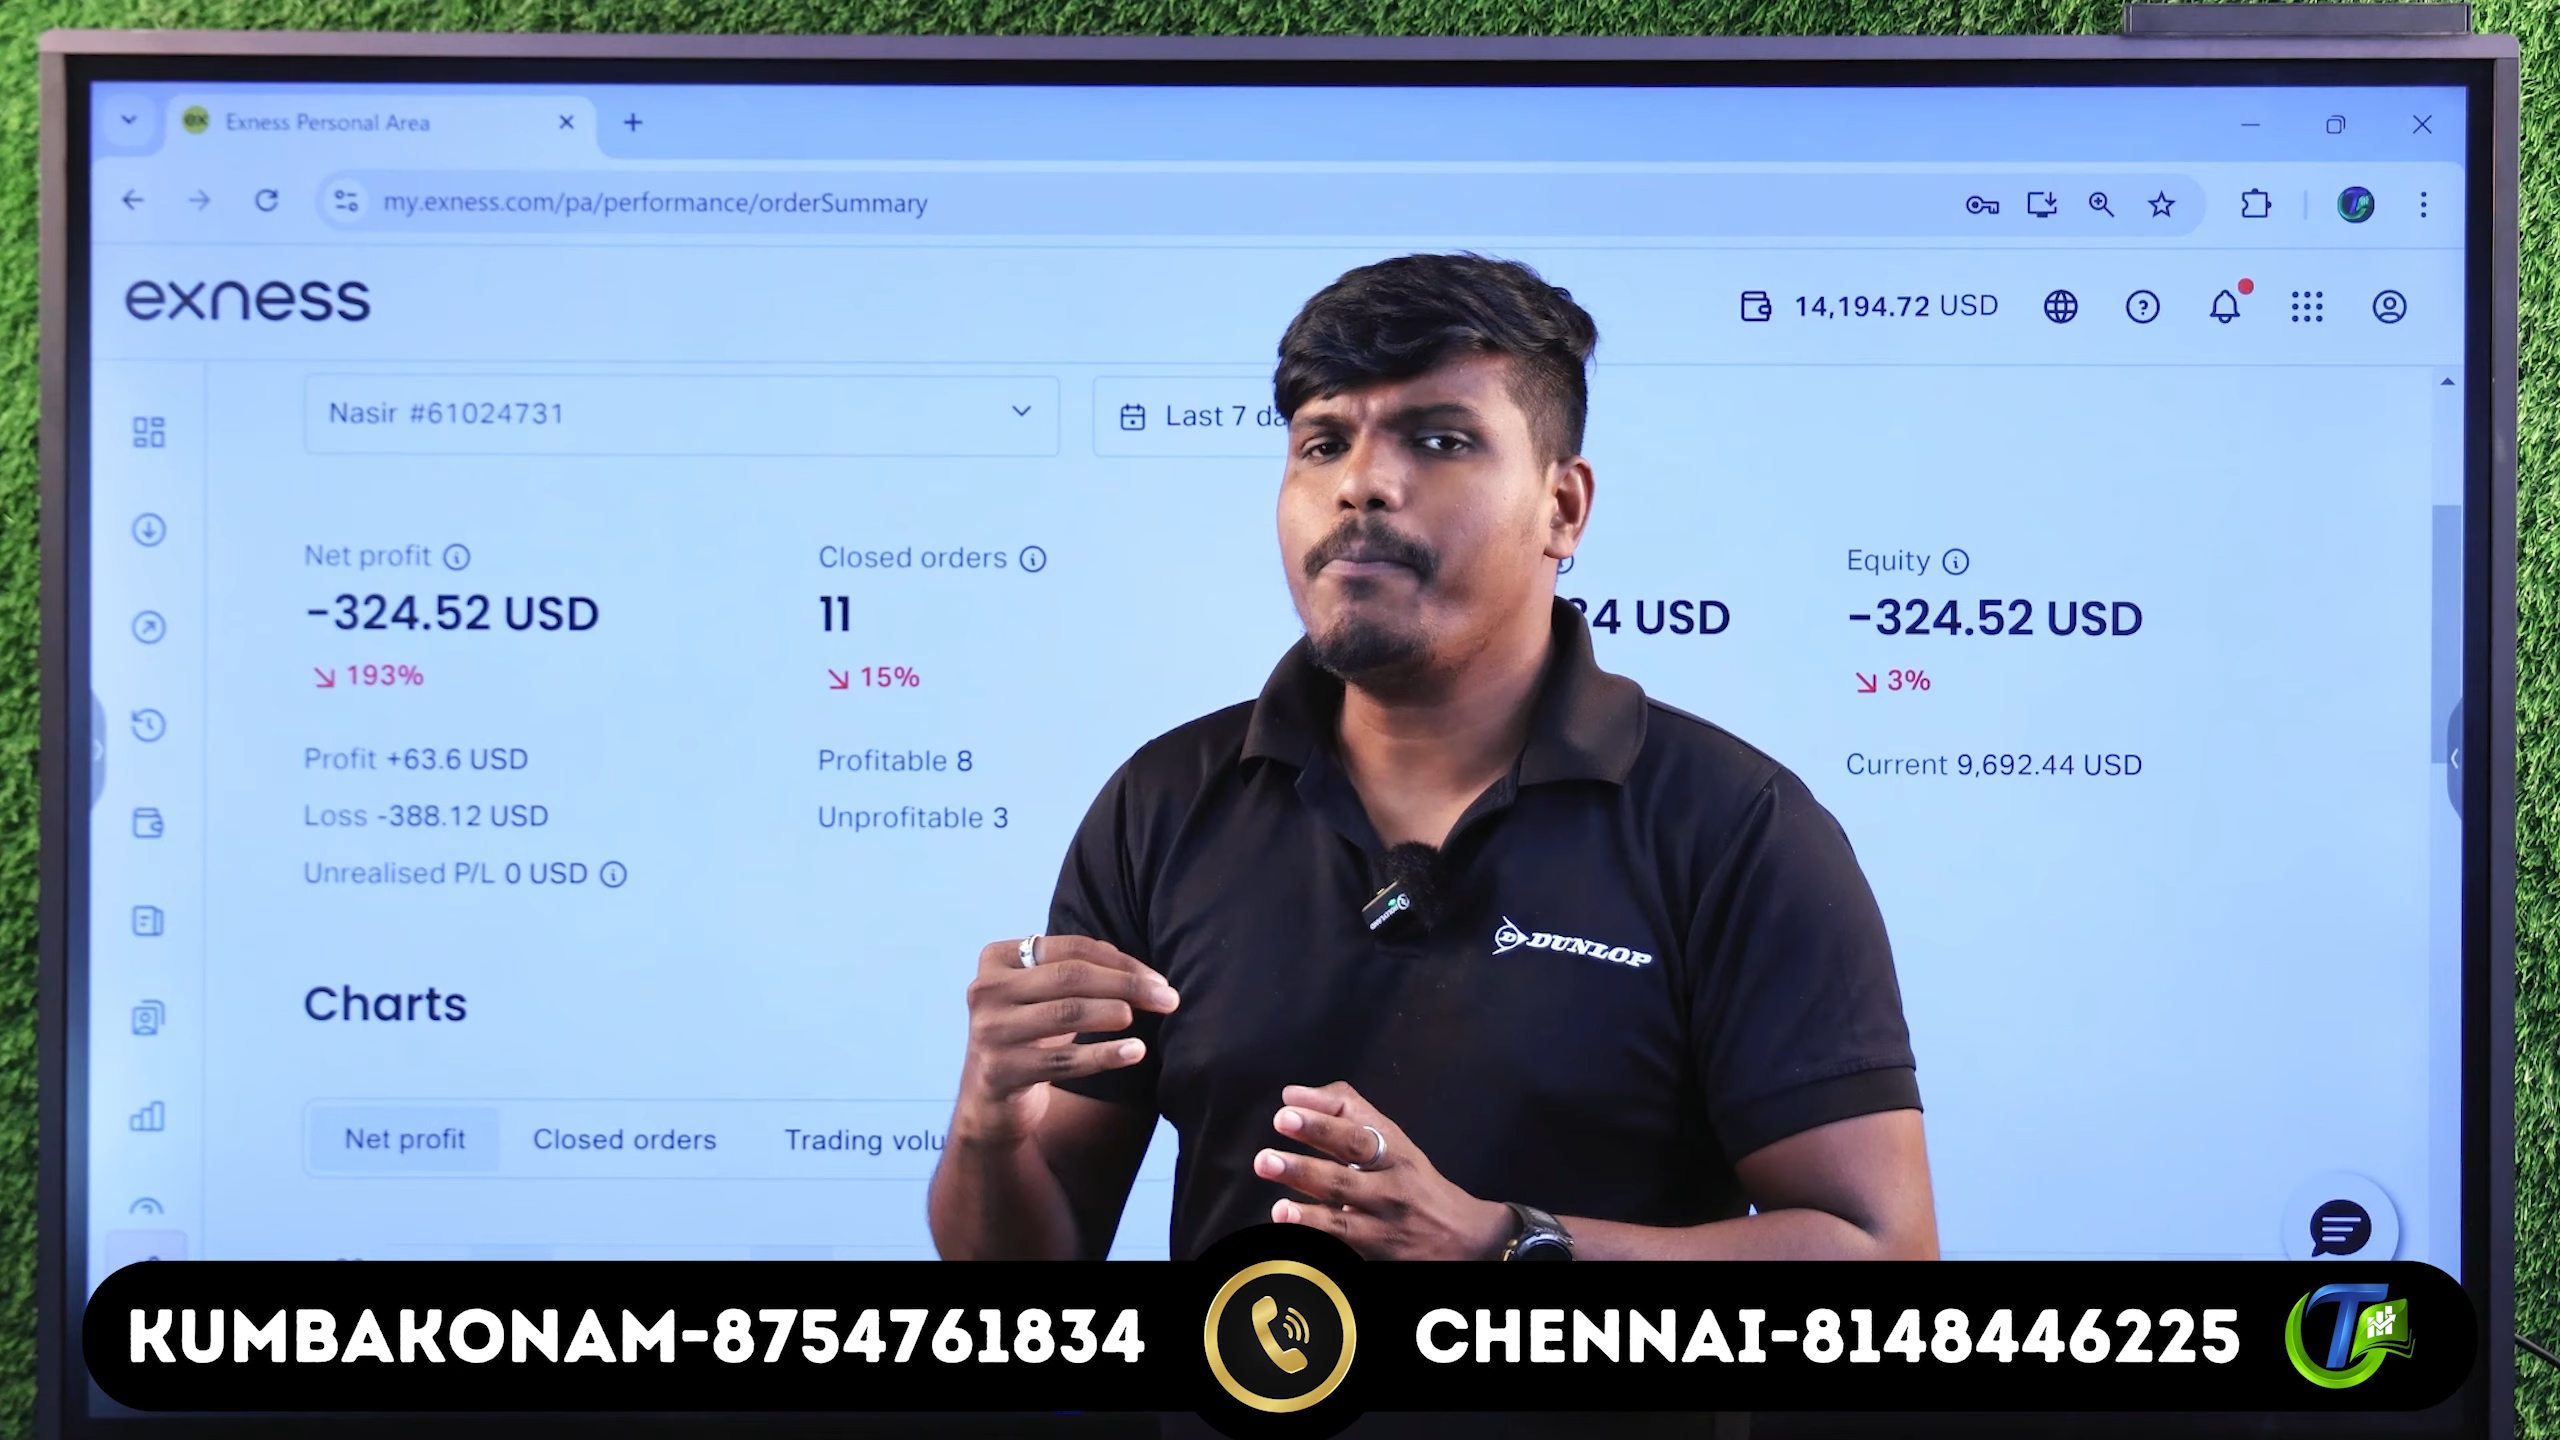 Exness Personal Area
my.exness.com/pa/performance/orderSummary
exness
14,194.72 USD
Nasir #61024731
Last 7 da
Net profit
-324.52 USD
193%
Profit +63.6 USD
Loss -388.12 USD
Unrealised P/L 0 USD
Closed orders
11
15%
Profitable 8
Unprofitable 3
34 USD
Equity
-324.52 USD
3%
Current 9,692.44 USD
Charts
Net profit
Closed orders
Trading volu
DUNLOP
HOLLYLAND
KUMBAKONAM-8754761834
CHENNAI-8148446225